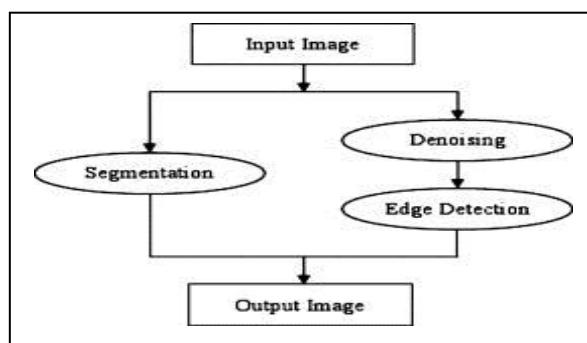 Input Image
Denoising
Segmentation
Edge Detection
Output Image